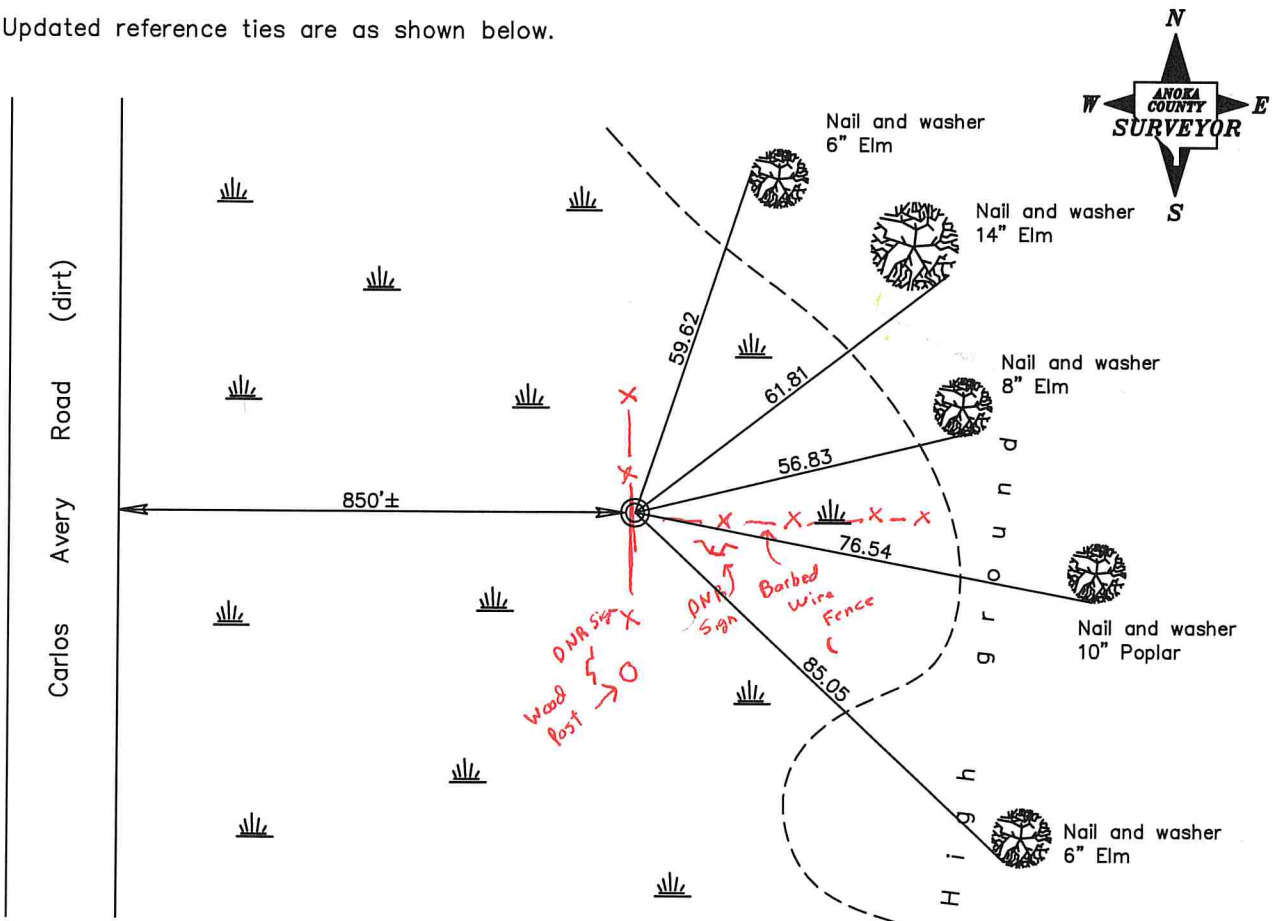 Updated reference ties are as shown below.
N
W
ANOKA
COUNTY
E
SURVEYOR
S
Nail and washer
6" Elm
Nail and washer
14" Elm
Nail and washer
8" Elm
Carlos Avery Road (dirt)
59.62
61.81
56.83
850'±
76.54
85.05
x
x
x
x
x
x
x
DNR Sign
Wood
Post
DNR
Sign
Barbed
Wire
Fence
High ground
Nail and washer
10" Poplar
Nail and washer
6" Elm